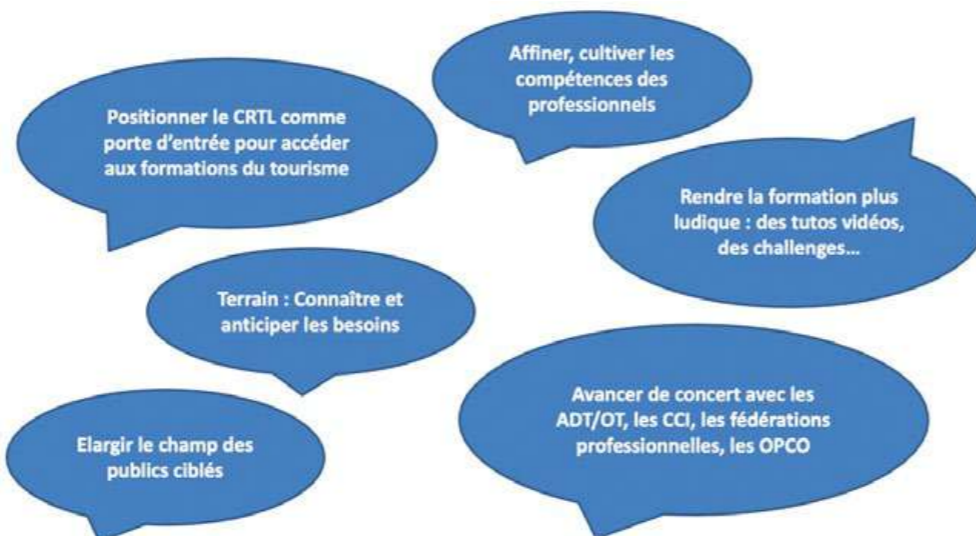 Affiner, cultiver les
compétences des
professionnels
Positionner le CRTL comme
porte d’entrée pour accéder
aux formations du tourisme
Rendre la formation plus
ludique : des tutos vidéos,
des challenges…
Terrain : Connaître et
anticiper les besoins
Avancer de concert avec les
ADT/OT, les CCI, les fédérations
professionnelles, les OPCO
Elargir le champ des
publics ciblés